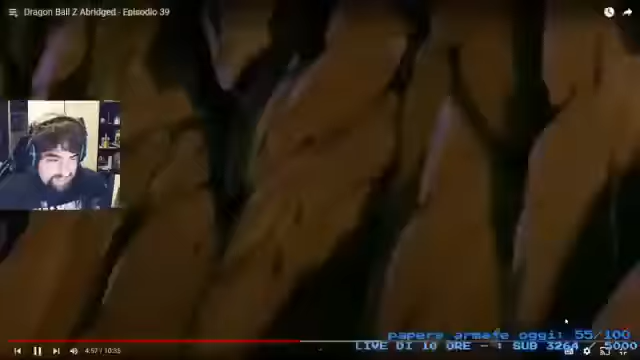 Dragon Ball Z Abridged - Episodio 39
papere armate oggi: 55/100
LIVE DI 10 ORE - : SUB 3264 / 5000
4:57 / 10:35